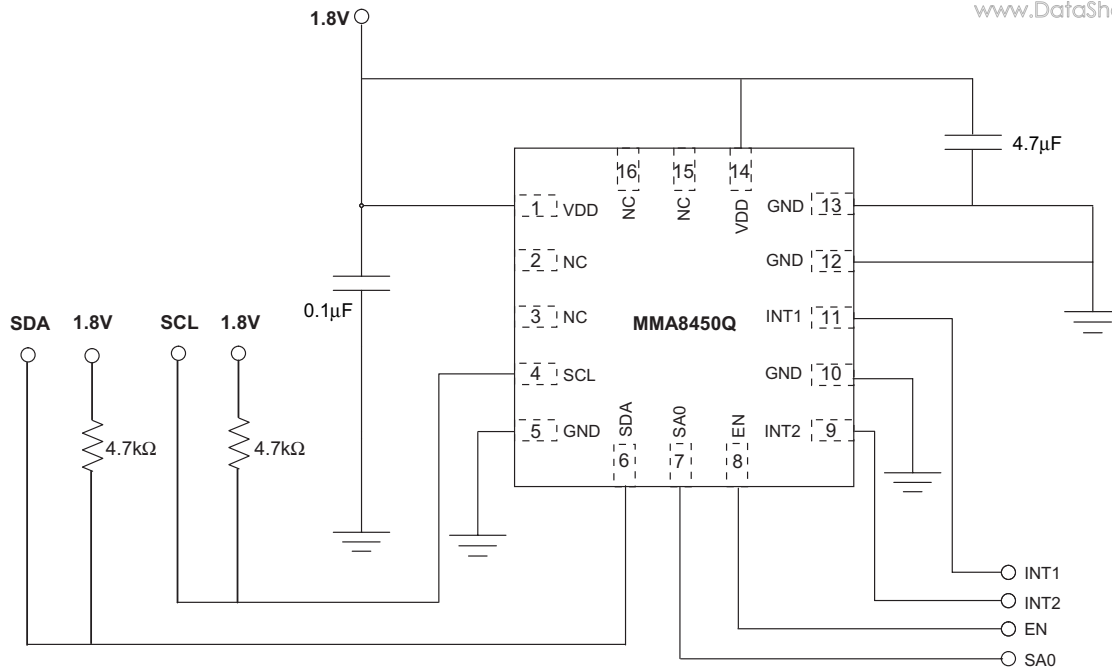 www.DataShe
1.8V
4.7µF
16 15 14
NC NC VDD
1 VDD
GND 13
2 NC
GND 12
0.1µF
3 NC
MMA8450Q
INT1 11
SDA 1.8V SCL 1.8V
4 SCL
GND 10
5 GND
SDA SA0 EN
INT2 9
6 7 8
4.7kΩ 4.7kΩ
INT1
INT2
EN
SA0